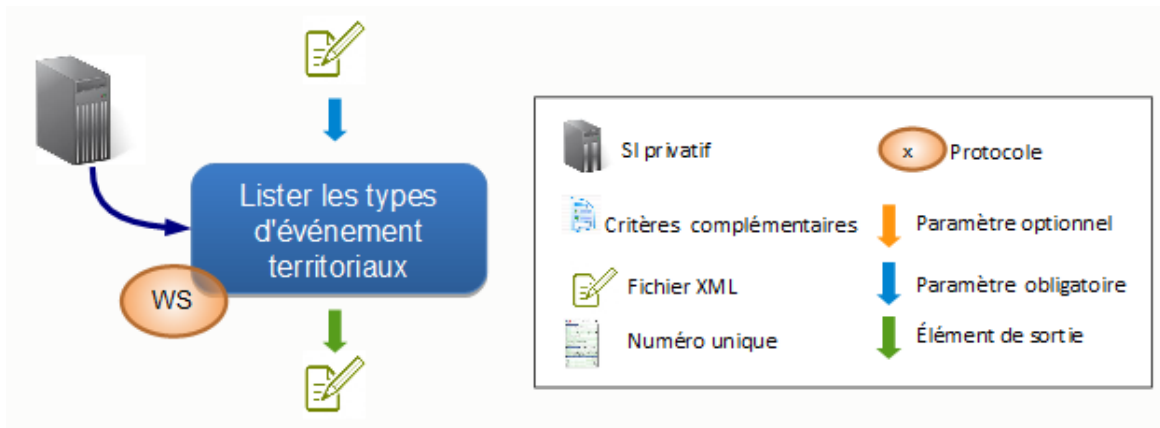 Lister les types
d'événement
territoriaux
WS
SI privatif
x Protocole
Critères complémentaires
Paramètre optionnel
Fichier XML
Paramètre obligatoire
Numéro unique
Élément de sortie